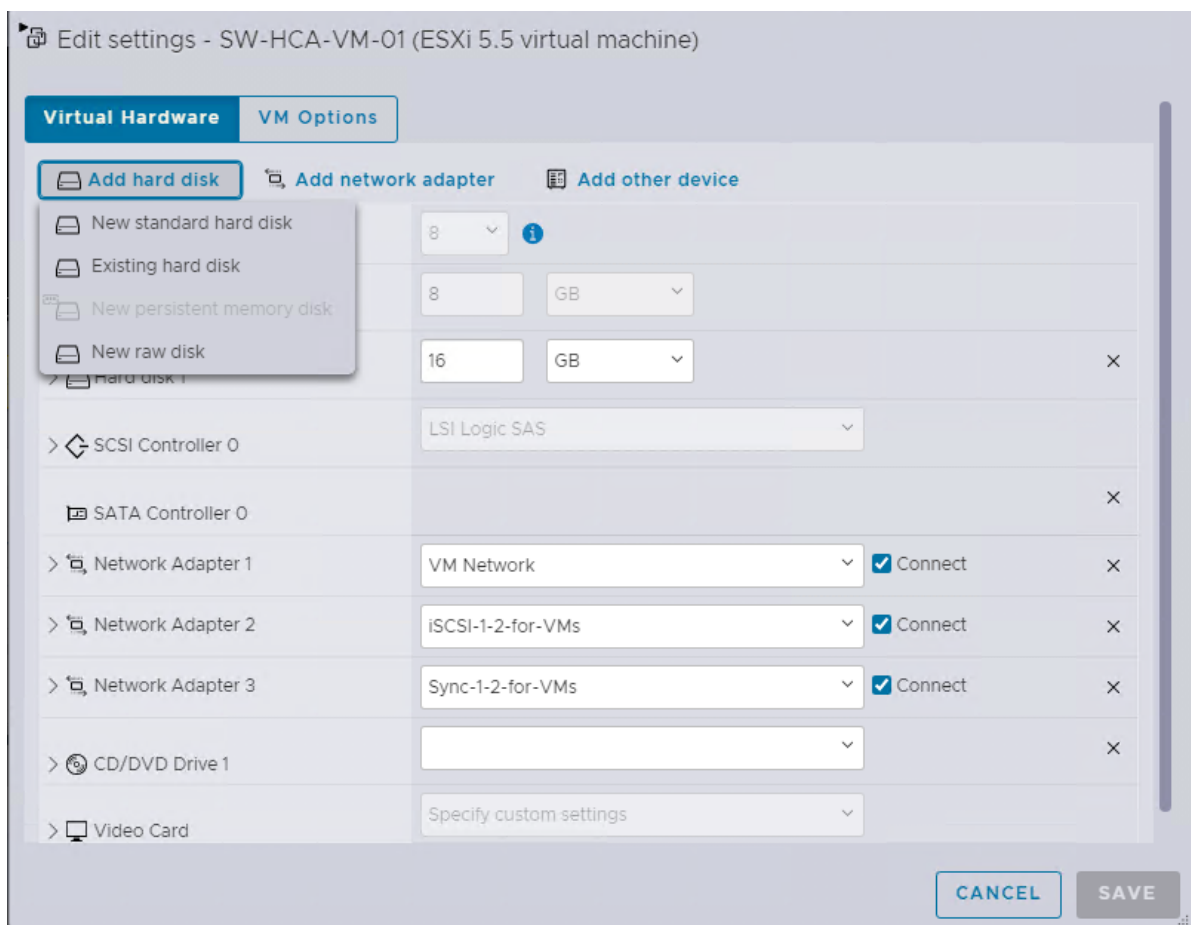 Edit settings - SW-HCA-VM-01 (ESXi 5.5 virtual machine)
Virtual Hardware VM Options
Add hard disk Add network adapter Add other device
New standard hard disk 8
Existing hard disk
8 GB
New persistent memory disk
New raw disk
16 GB
Hard disk 1
LSI Logic SAS
SCSI Controller 0
SATA Controller 0
Network Adapter 1 VM Network Connect
Network Adapter 2 iSCSI-1-2-for-VMs Connect
Network Adapter 3 Sync-1-2-for-VMs Connect
CD/DVD Drive 1
Specify custom settings
Video Card
CANCEL SAVE